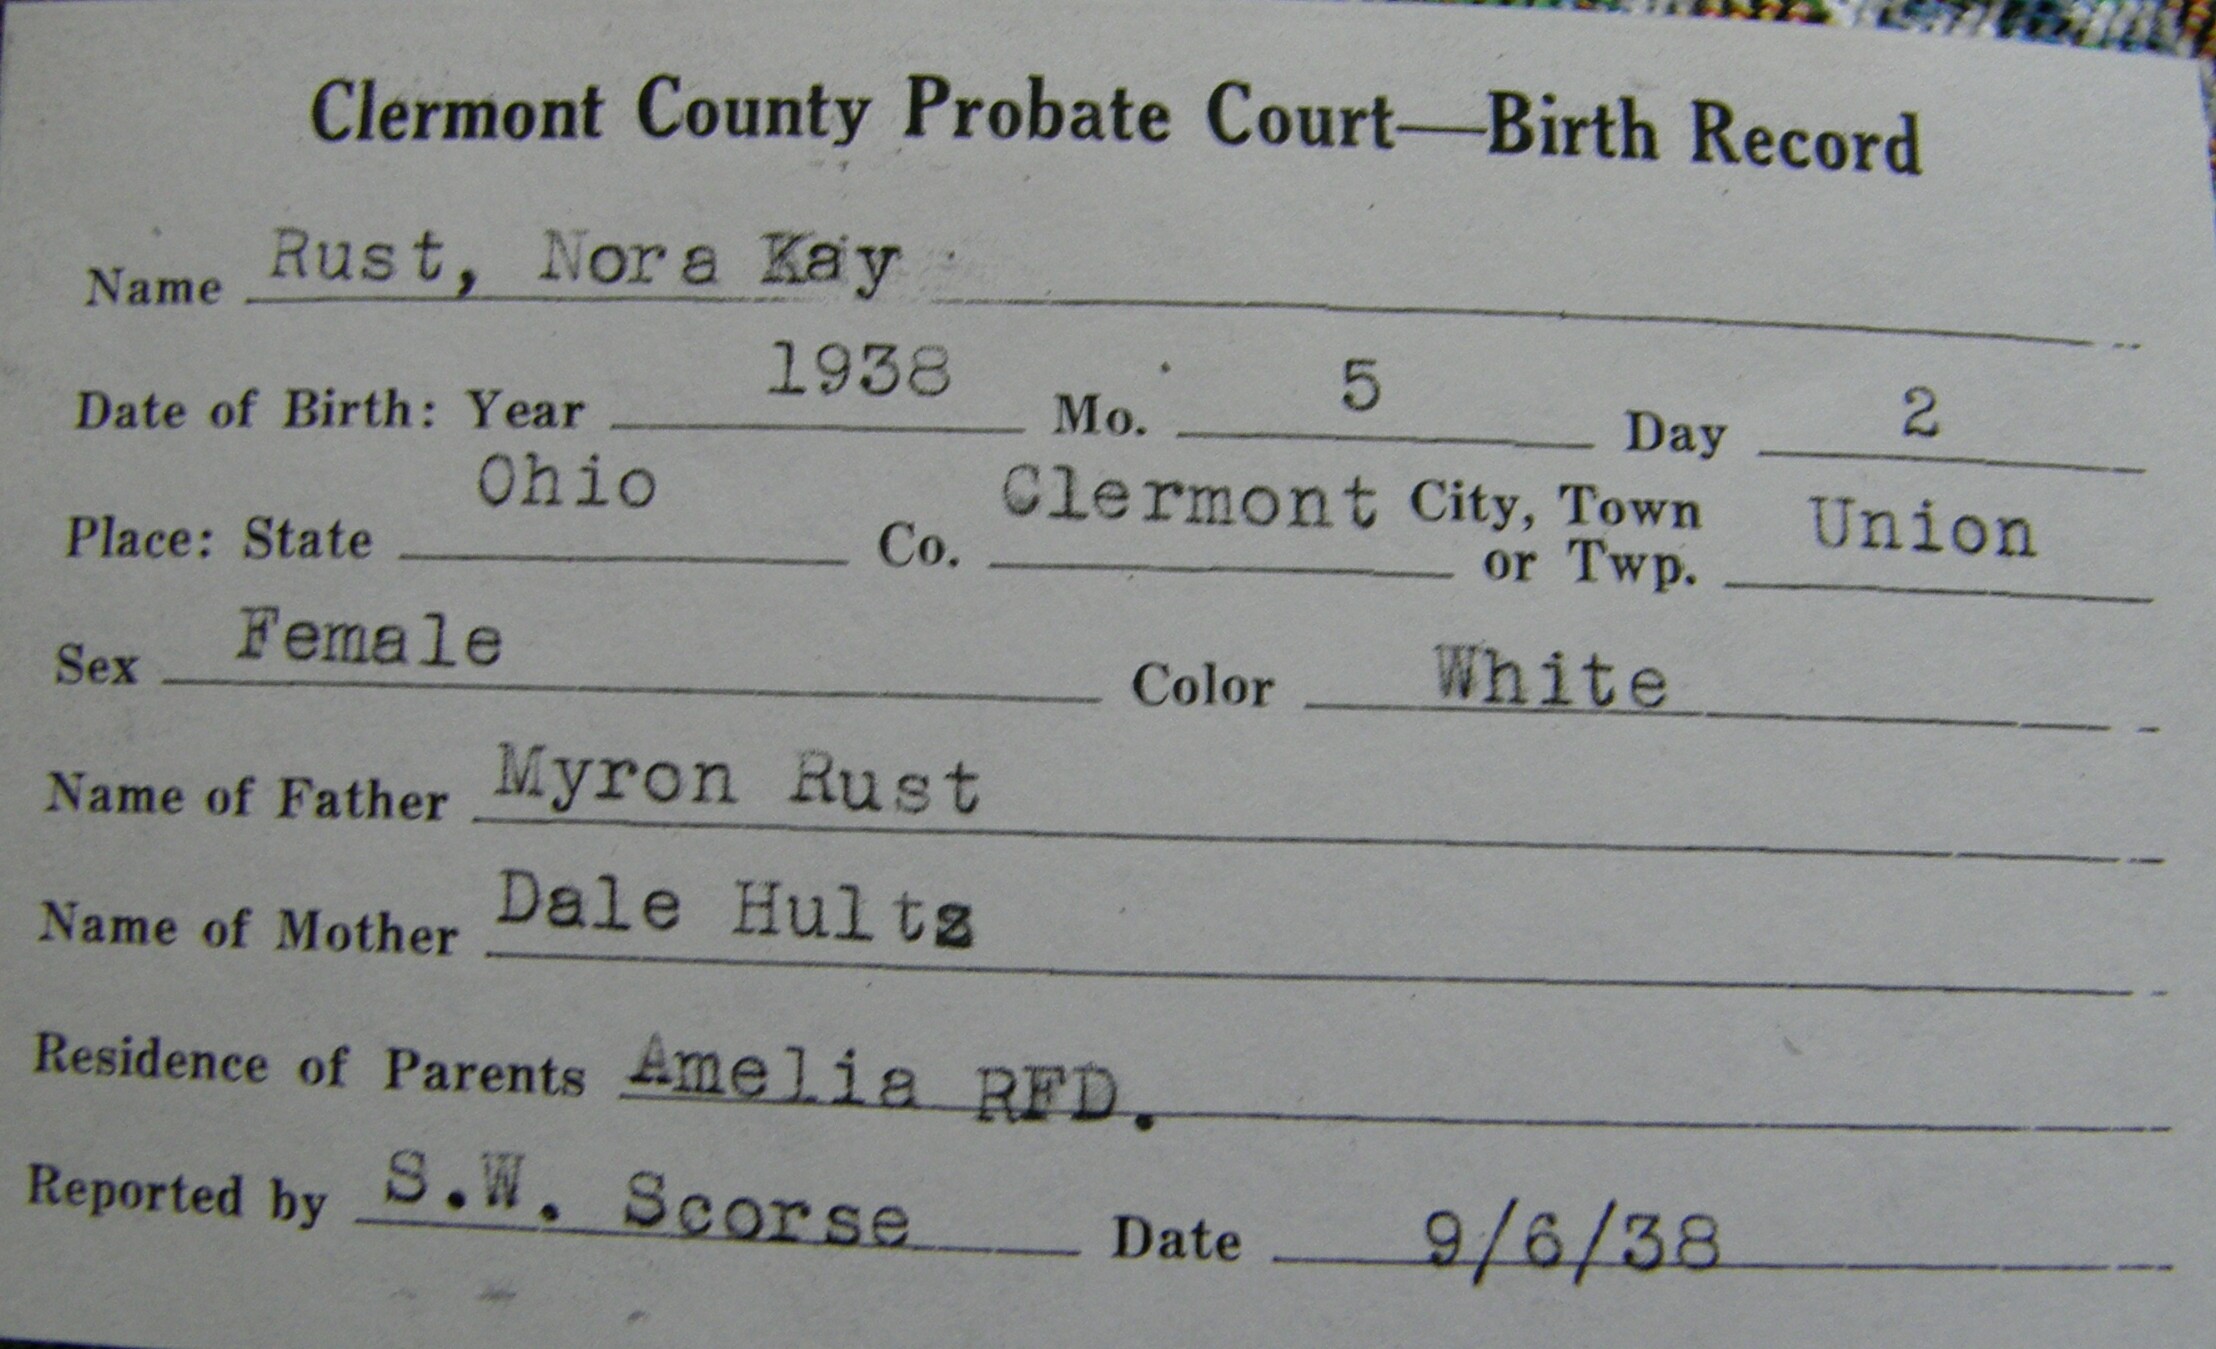 Clermont County Probate Court—Birth Record
Name Rust, Nora Kay
Date of Birth: Year 1938 Mo. 5 Day 2
Place: State Ohio Co. Clermont City, Town or Twp. Union
Sex Female Color White
Name of Father Myron Rust
Name of Mother Dale Hultz
Residence of Parents Amelia RFD.
Reported by S.W. Scorse Date 9/6/38